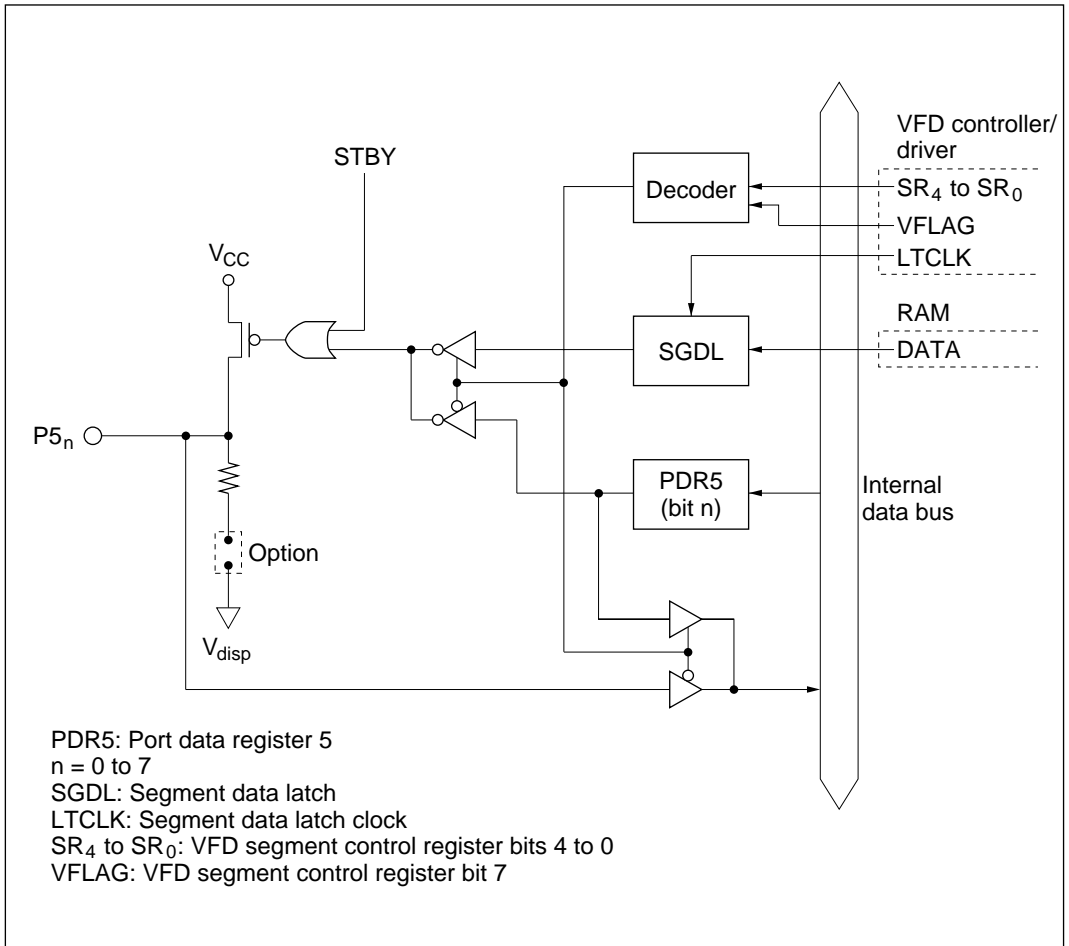 VFD controller/
driver
STBY
Decoder
SR4 to SR0
VFLAG
VCC
LTCLK
RAM
SGDL
DATA
P5n
PDR5
(bit n)
Internal
data bus
Option
Vdisp
PDR5: Port data register 5
n = 0 to 7
SGDL: Segment data latch
LTCLK: Segment data latch clock
SR4 to SR0: VFD segment control register bits 4 to 0
VFLAG: VFD segment control register bit 7